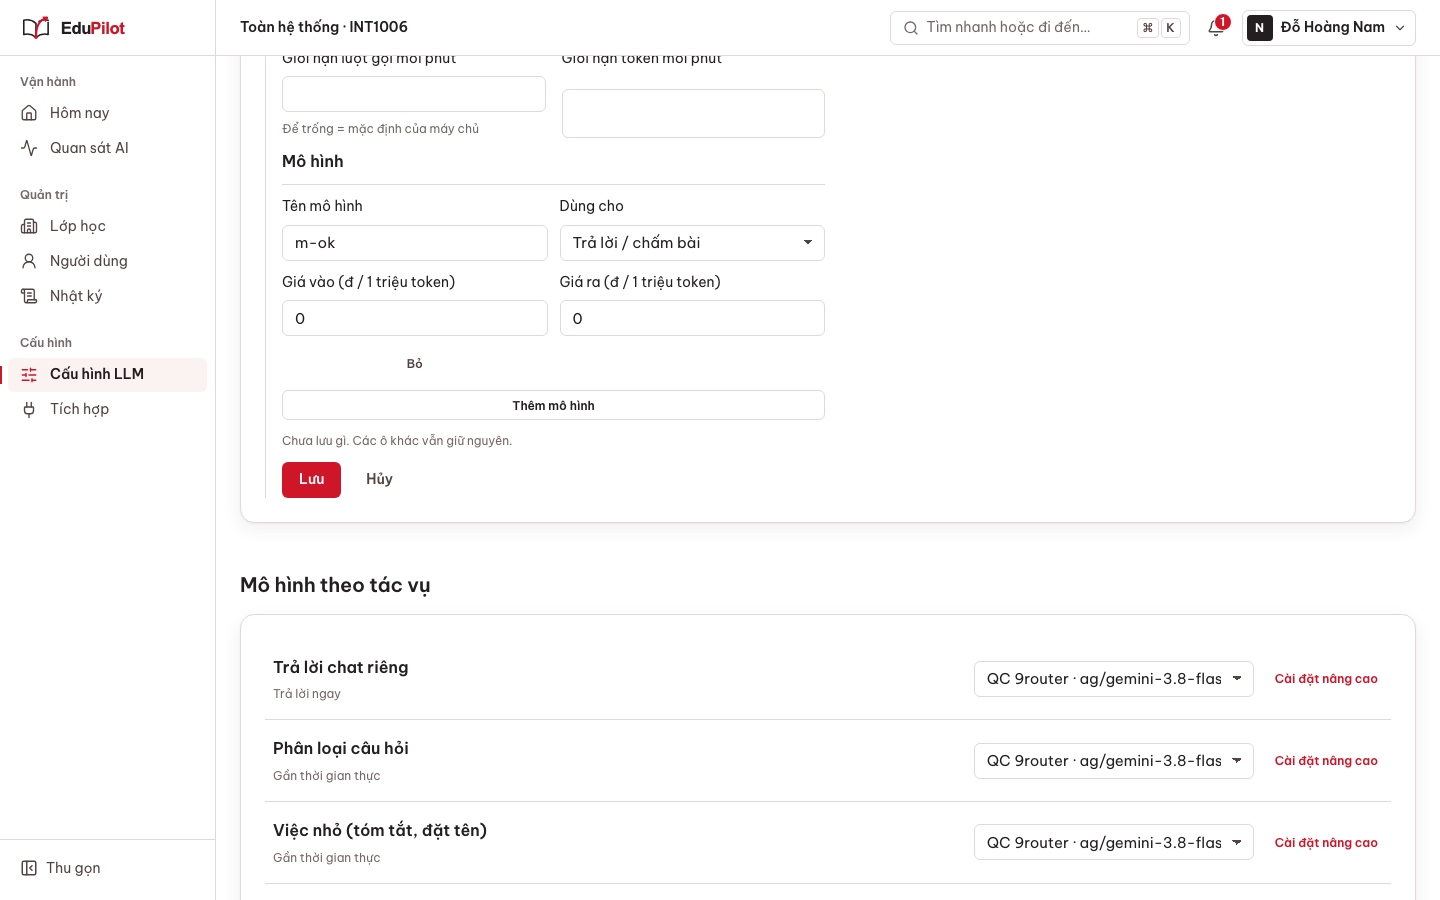 EduPilot
Toàn hệ thống · INT1006
Tìm nhanh hoặc đi đến...
⌘ K
1
N
Đỗ Hoàng Nam
Vận hành
Hôm nay
Quan sát AI
Quản trị
Lớp học
Người dùng
Nhật ký
Cấu hình
Cấu hình LLM
Tích hợp
Thu gọn
Giới hạn lượt gọi mỗi phút
Giới hạn token mỗi phút
Để trống = mặc định của máy chủ
Mô hình
Tên mô hình
Dùng cho
m-ok
Trả lời / chấm bài
Giá vào (đ / 1 triệu token)
Giá ra (đ / 1 triệu token)
0
0
Bỏ
Thêm mô hình
Chưa lưu gì. Các ô khác vẫn giữ nguyên.
Lưu
Hủy
Mô hình theo tác vụ
Trả lời chat riêng
Trả lời ngay
QC 9router · ag/gemini-3.8-flas
Cài đặt nâng cao
Phân loại câu hỏi
Gần thời gian thực
QC 9router · ag/gemini-3.8-flas
Cài đặt nâng cao
Việc nhỏ (tóm tắt, đặt tên)
Gần thời gian thực
QC 9router · ag/gemini-3.8-flas
Cài đặt nâng cao